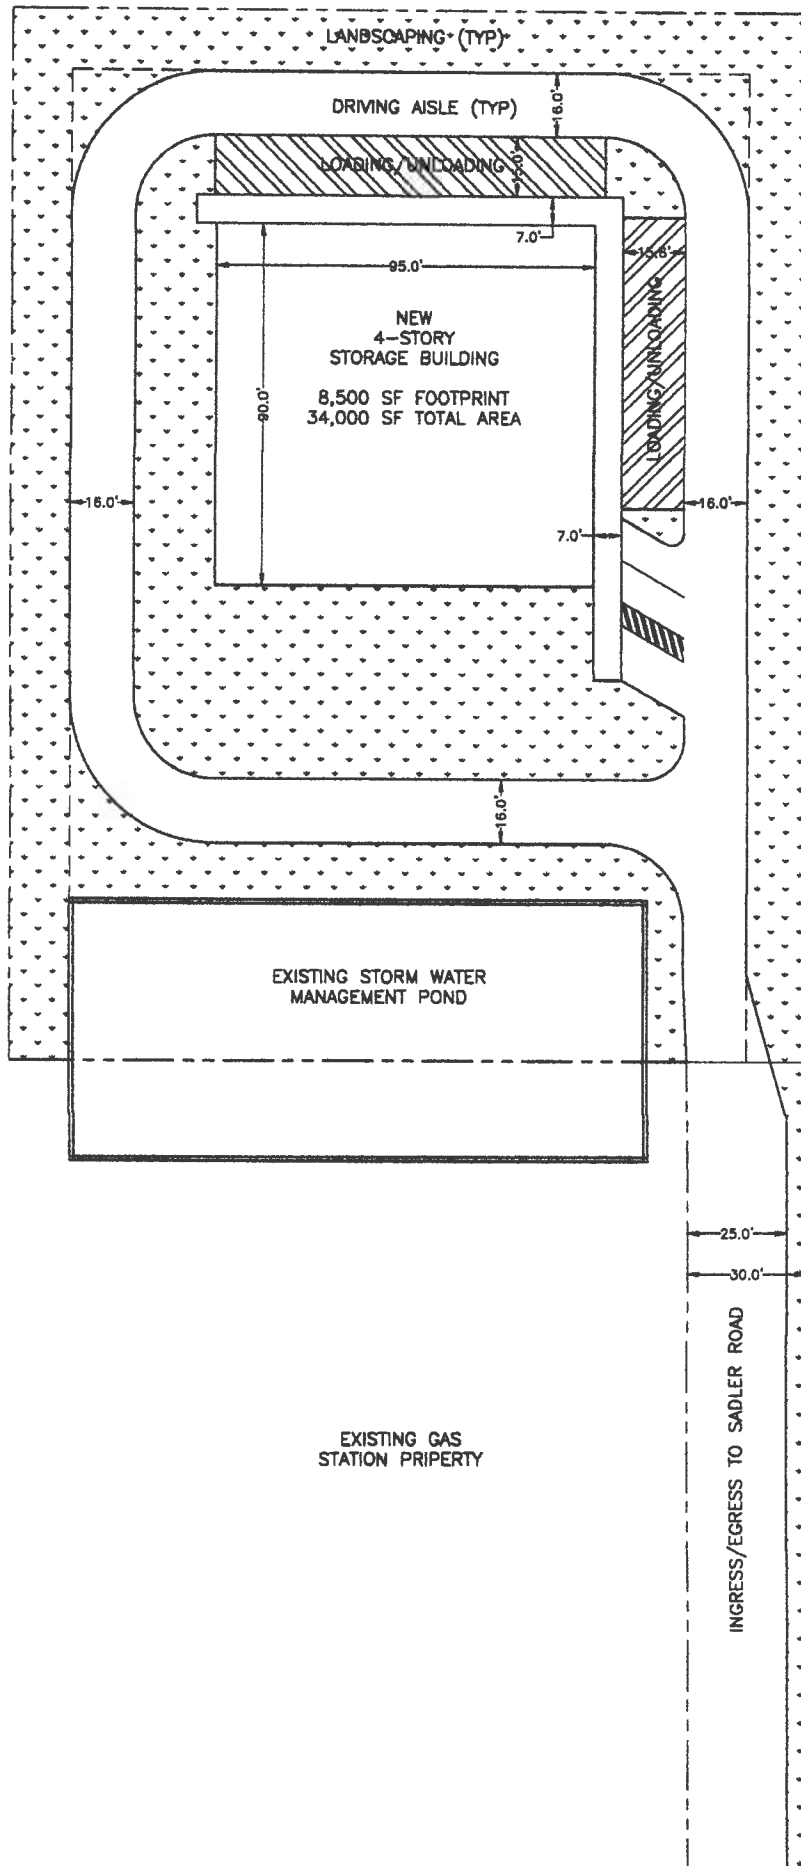 LANDSCAPING (TYP)
DRIVING AISLE (TYP)
16.0'
LOADING/UNLOADING
15.0'
7.0'
95.0'
15.6'
NEW
4-STORY
STORAGE BUILDING
8,500 SF FOOTPRINT
34,000 SF TOTAL AREA
90.0'
LOADING/UNLOADING
16.0'
16.0'
7.0'
16.0'
EXISTING STORM WATER
MANAGEMENT POND
25.0'
30.0'
INGRESS/EGRESS TO SADLER ROAD
EXISTING GAS
STATION PRIPERTY